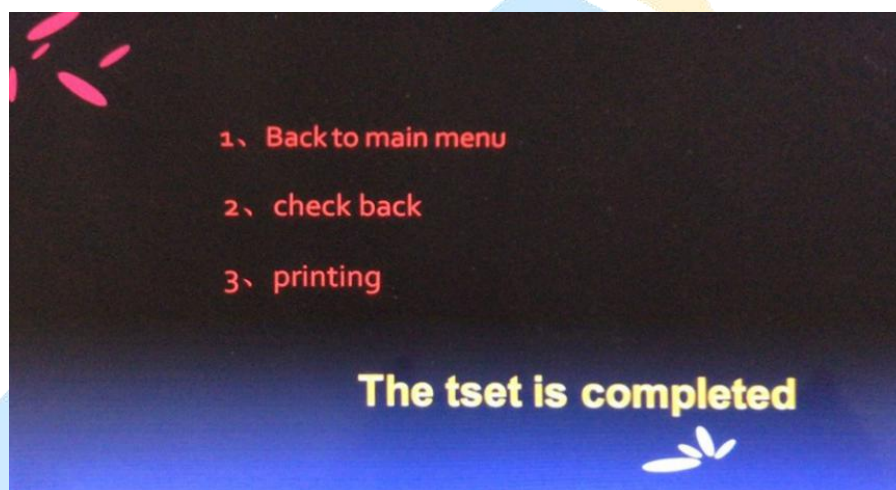 1、 Back to main menu
2、 check back
3、 printing
The tset is completed